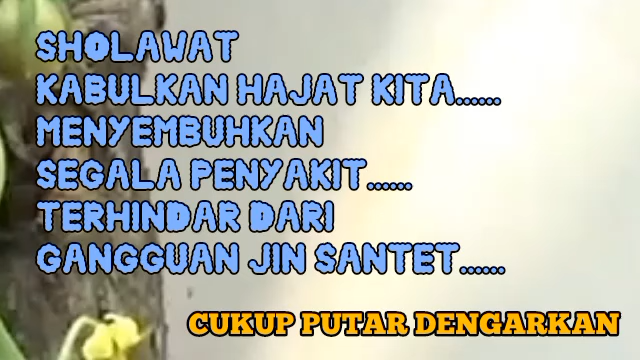 SHOLAWAT
KABULKAN HAJAT KITA......
MENYEMBUHKAN
SEGALA PENYAKIT......
TERHINDAR DARI
GANGGUAN JIN SANTET......
CUKUP PUTAR DENGARKAN